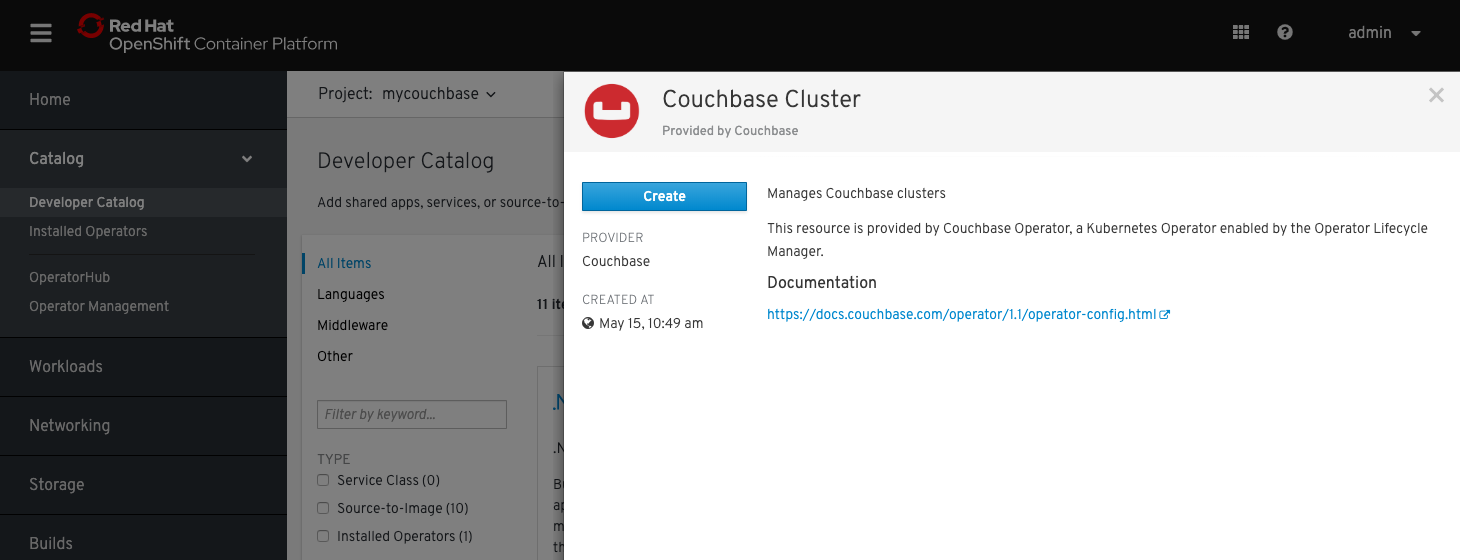 Red Hat
OpenShift Container Platform
admin
Home
Catalog
Developer Catalog
Installed Operators
OperatorHub
Operator Management
Workloads
Networking
Storage
Builds
Project: mycouchbase
Developer Catalog
Add shared apps, services, or source-to-
All Items
Languages
Middleware
Other
Filter by keyword...
TYPE
Service Class (0)
Source-to-Image (10)
Installed Operators (1)
All I
11 ite
.N
.N
Bu
ap
m
th
Couchbase Cluster
Provided by Couchbase
Create
PROVIDER
Couchbase
CREATED AT
May 15, 10:49 am
Manages Couchbase clusters
This resource is provided by Couchbase Operator, a Kubernetes Operator enabled by the Operator Lifecycle
Manager.
Documentation
https://docs.couchbase.com/operator/1.1/operator-config.html